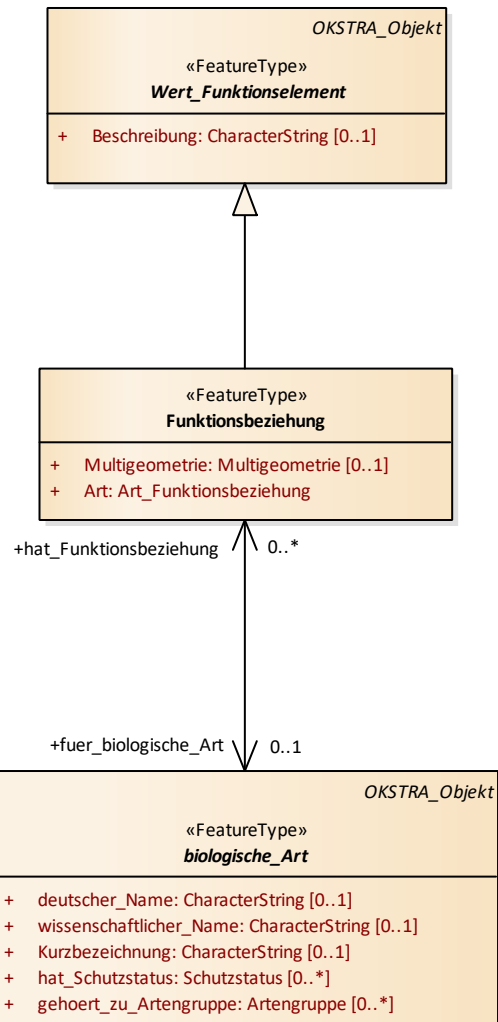 OKSTRA_Objekt
«FeatureType»
Wert_Funktionselement
+ Beschreibung: CharacterString [0..1]
«FeatureType»
Funktionsbeziehung
+ Multigeometrie: Multigeometrie [0..1]
+ Art: Art_Funktionsbeziehung
+hat_Funktionsbeziehung 0..*
+fuer_biologische_Art 0..1
OKSTRA_Objekt
«FeatureType»
biologische_Art
+ deutscher_Name: CharacterString [0..1]
+ wissenschaftlicher_Name: CharacterString [0..1]
+ Kurzbezeichnung: CharacterString [0..1]
+ hat_Schutzstatus: Schutzstatus [0..*]
+ gehoert_zu_Artengruppe: Artengruppe [0..*]